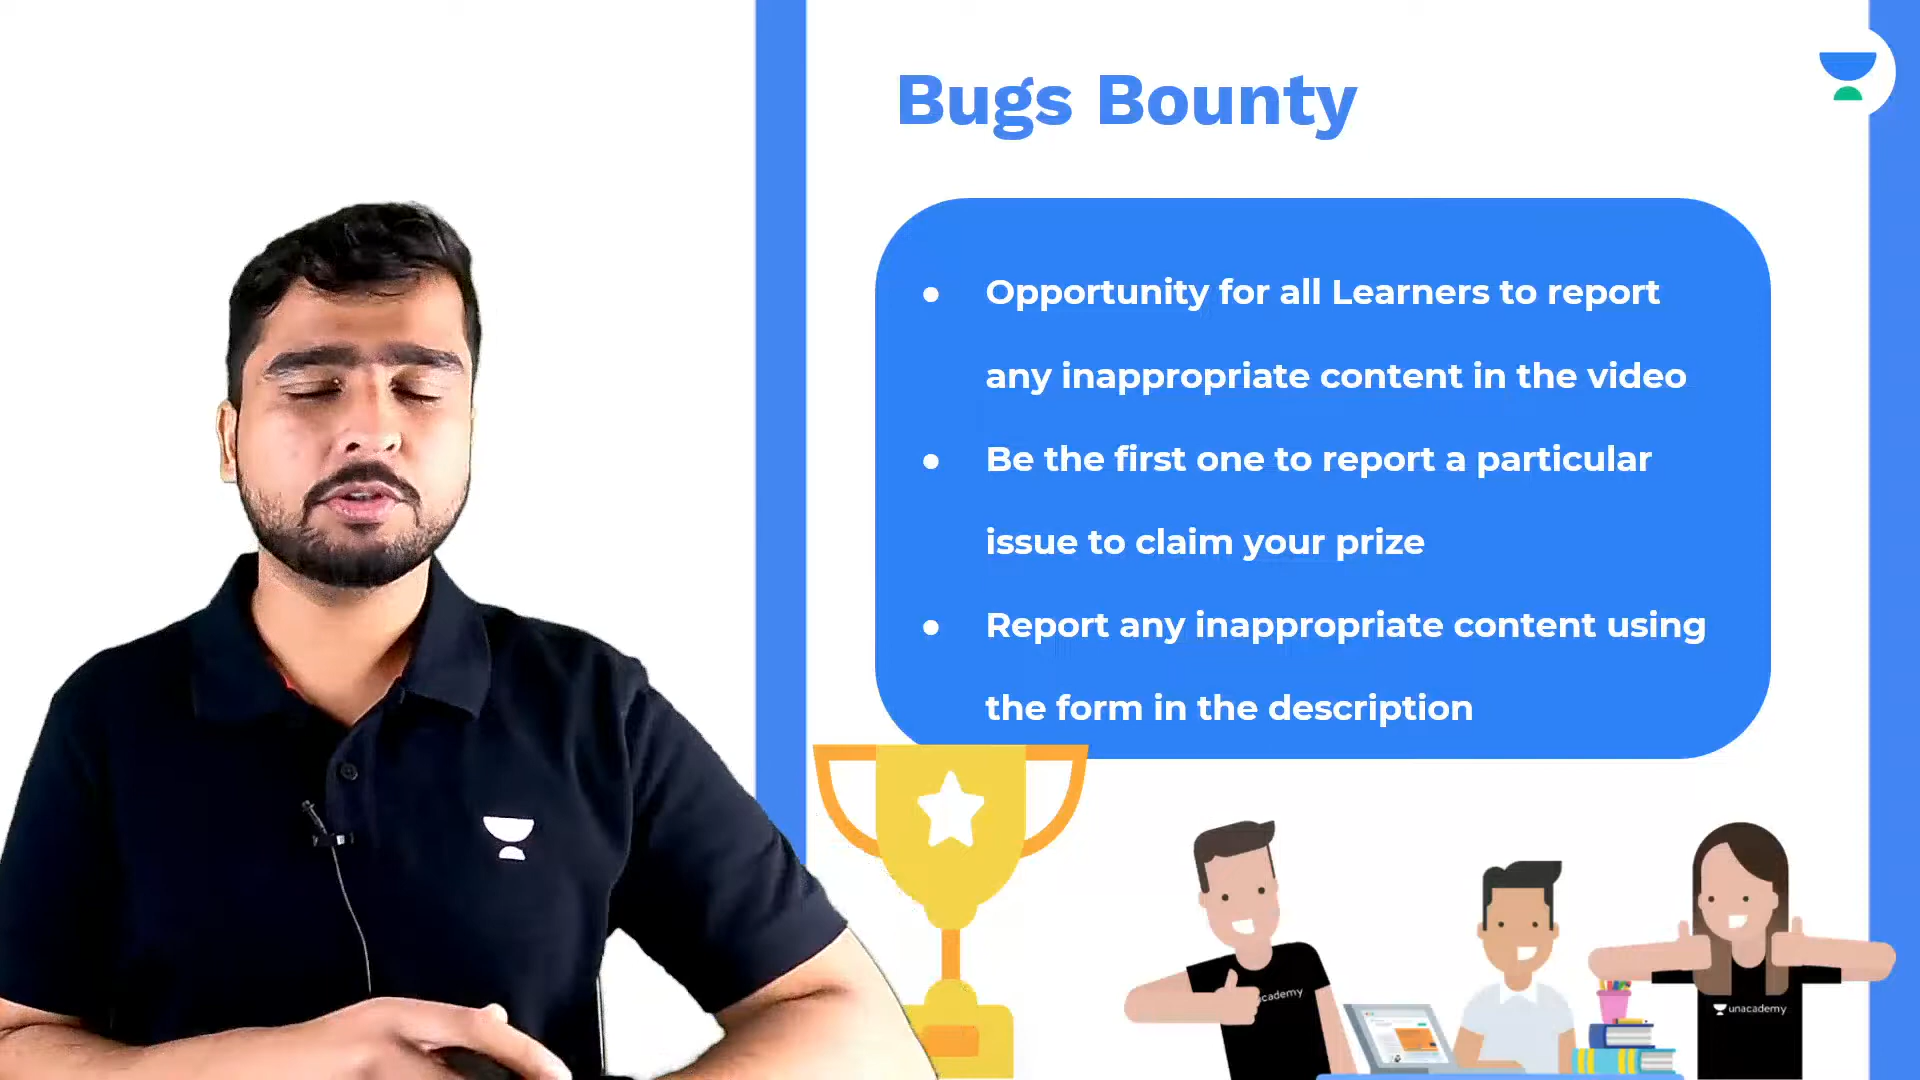 Bugs Bounty
● Opportunity for all Learners to report
any inappropriate content in the video
● Be the first one to report a particular
issue to claim your prize
● Report any inappropriate content using
the form in the description
academy
unacademy